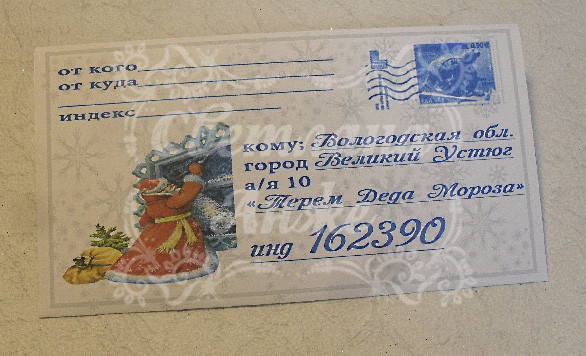 от кого
от куда
индекс
кому; Вологодская обл.
город Великий Устюг
а/я 10
«Терем Деда Мороза»
инд 162390